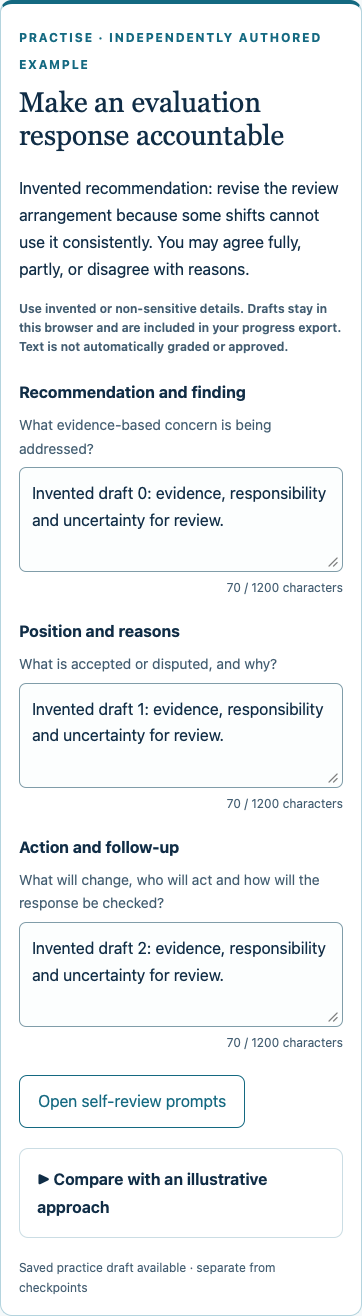 PRACTISE · INDEPENDENTLY AUTHORED
EXAMPLE
Make an evaluation
response accountable
Invented recommendation: revise the review
arrangement because some shifts cannot
use it consistently. You may agree fully,
partly, or disagree with reasons.
Use invented or non-sensitive details. Drafts stay in
this browser and are included in your progress export.
Text is not automatically graded or approved.
Recommendation and finding
What evidence-based concern is being
addressed?
Invented draft 0: evidence, responsibility
and uncertainty for review.
70 / 1200 characters
Position and reasons
What is accepted or disputed, and why?
Invented draft 1: evidence, responsibility
and uncertainty for review.
70 / 1200 characters
Action and follow-up
What will change, who will act and how will the
response be checked?
Invented draft 2: evidence, responsibility
and uncertainty for review.
70 / 1200 characters
Open self-review prompts
Compare with an illustrative
approach
Saved practice draft available · separate from
checkpoints